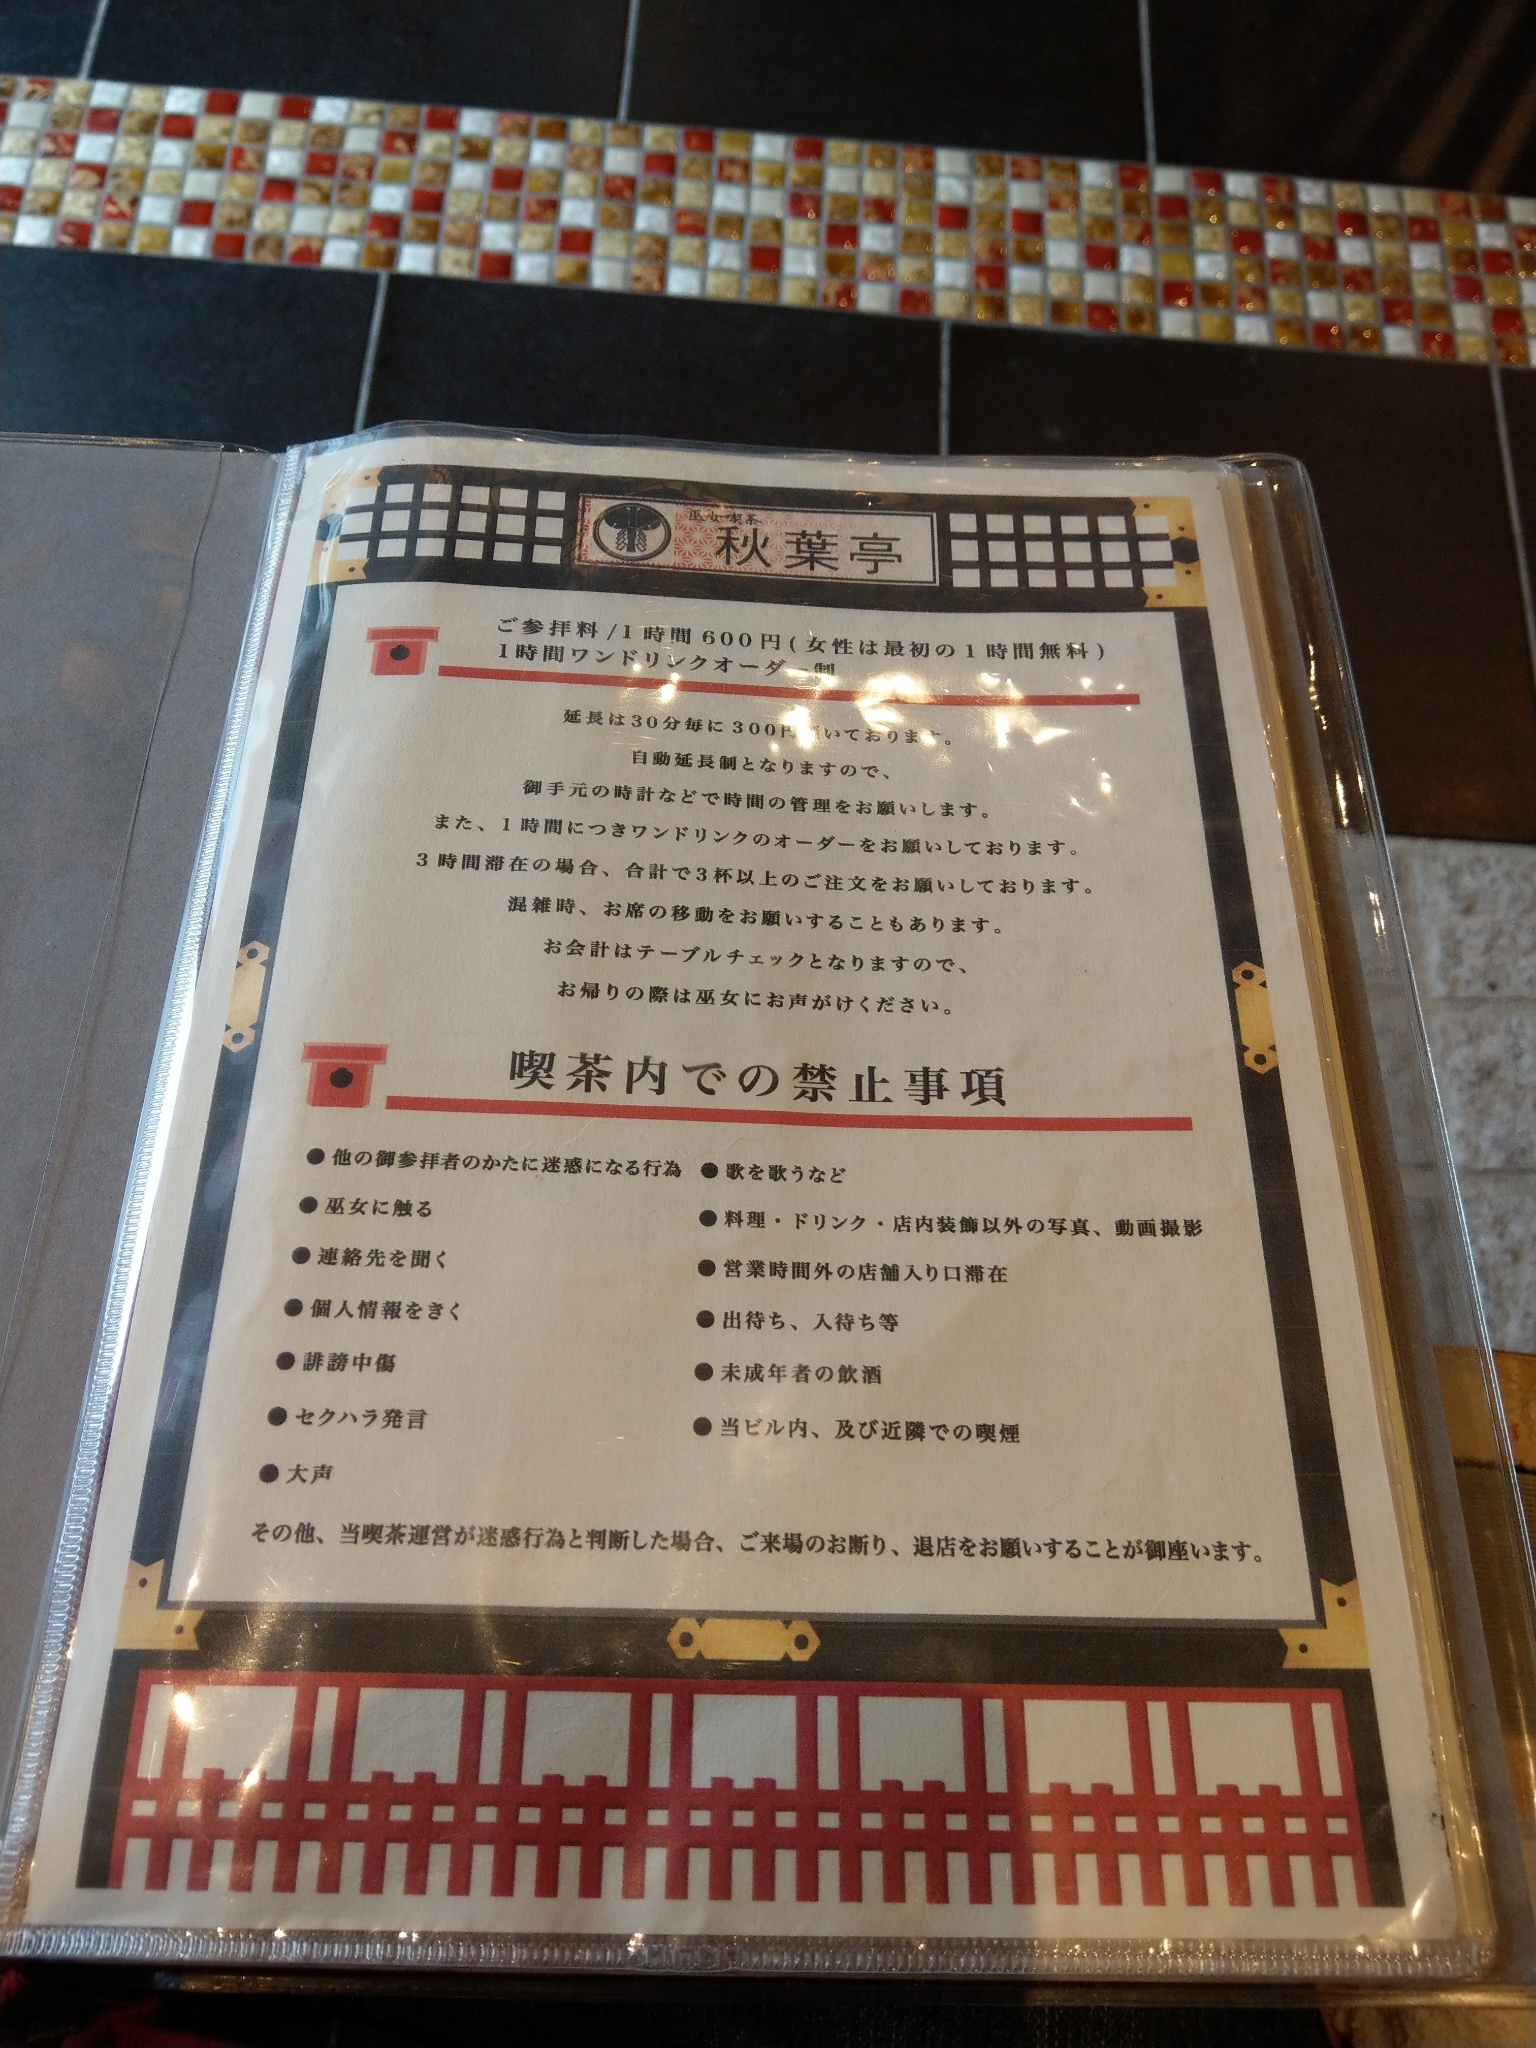 巫女喫茶
秋葉亭
ご参拝料/1時間600円(女性は最初の1時間無料)
1時間ワンドリンクオーダー制
延長は30分毎に300円頂いております。
自動延長制となりますので、
御手元の時計などで時間の管理をお願いします。
また、1時間につきワンドリンクのオーダーをお願いしております。
3時間滞在の場合、合計で3杯以上のご注文をお願いしております。
混雑時、お席の移動をお願いすることもあります。
お会計はテーブルチェックとなりますので、
お帰りの際は巫女にお声がけください。
喫茶内での禁止事項
●他の御参拝者のかたに迷惑になる行為
●巫女に触る
●連絡先を聞く
●個人情報をきく
●誹謗中傷
●セクハラ発言
●大声
●歌を歌うなど
●料理・ドリンク・店内装飾以外の写真、動画撮影
●営業時間外の店舗入り口滞在
●出待ち、入待ち等
●未成年者の飲酒
●当ビル内、及び近隣での喫煙
その他、当喫茶運営が迷惑行為と判断した場合、ご来場のお断り、退店をお願いすることが御座います。